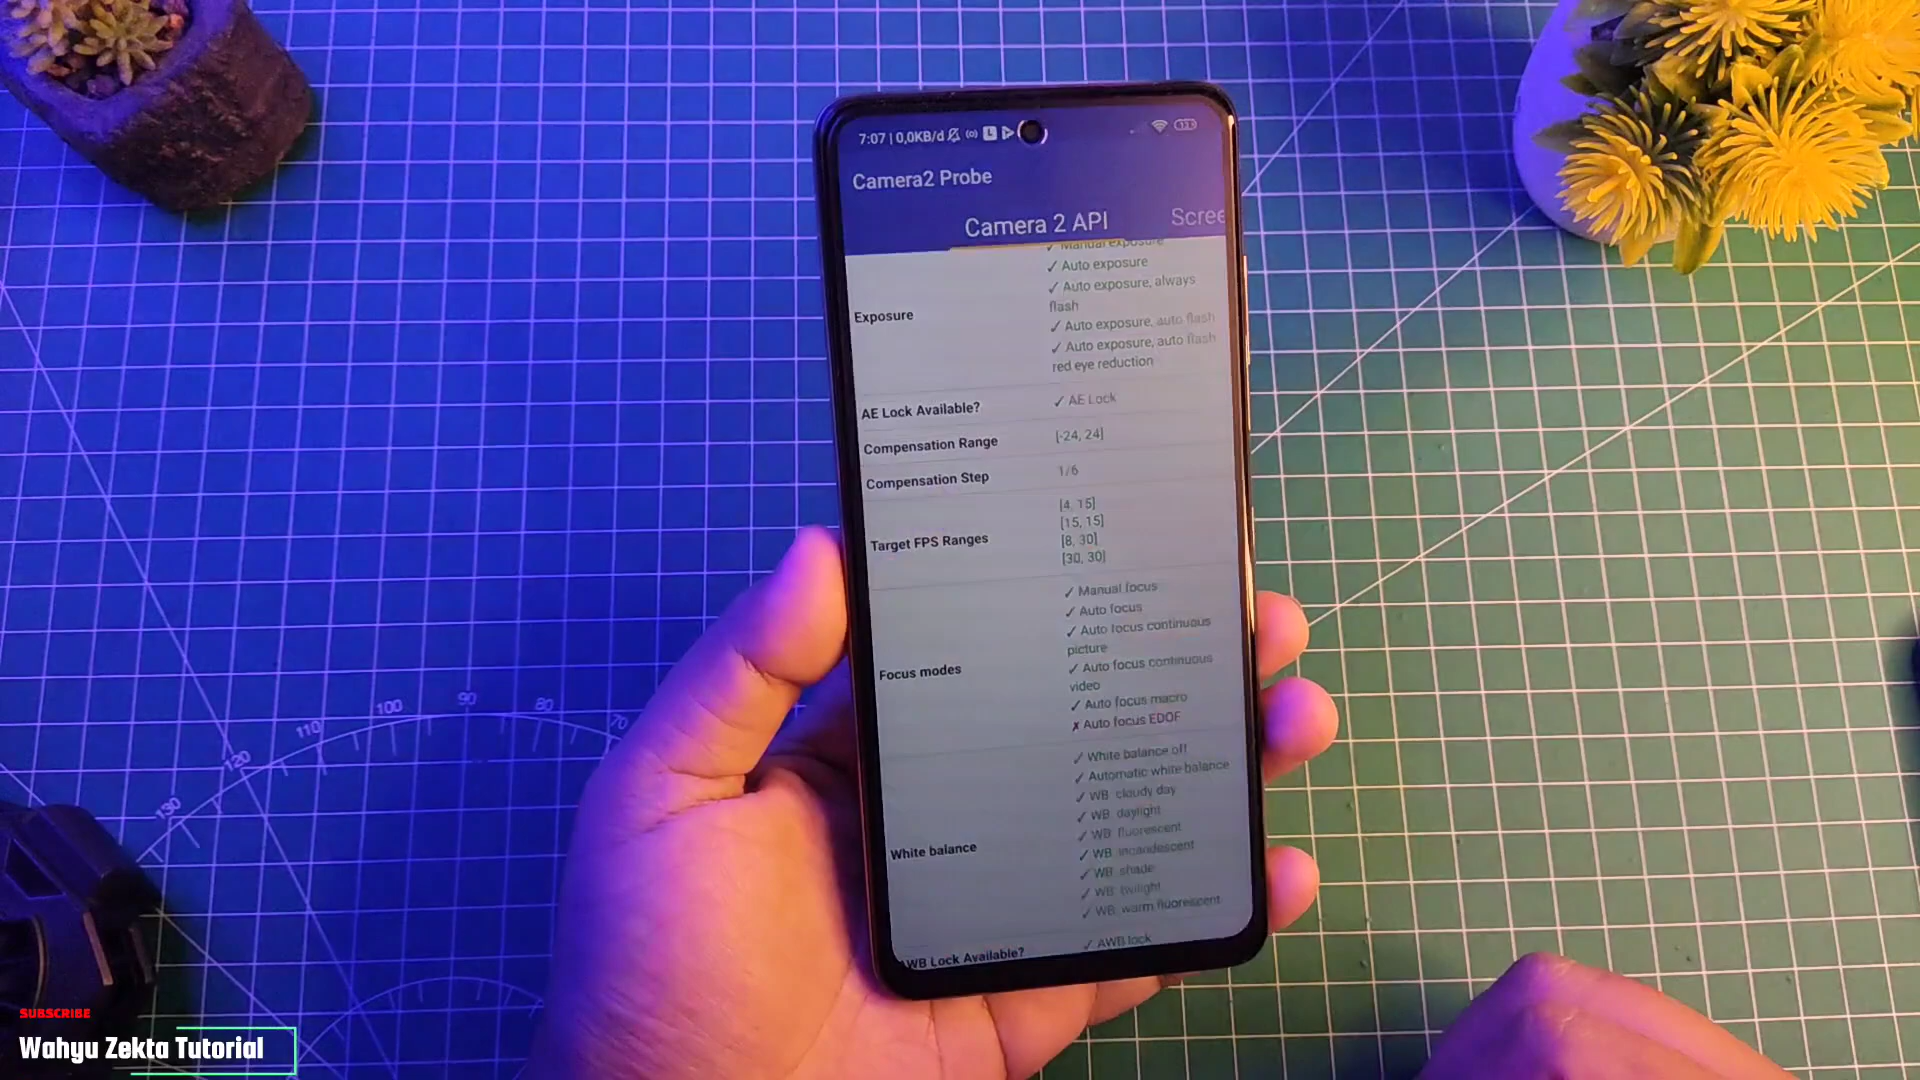 7:07 | 0,0KB/d
13
Camera2 Probe
Camera 2 API
Scree
✓ Manual exposure
✓ Auto exposure
✓ Auto exposure, always
flash
Exposure
✓ Auto exposure, auto flash
✓ Auto exposure, auto flash
red eye reduction
AE Lock Available?
✓ AE Lock
Compensation Range
[-24, 24]
Compensation Step
1/6
[4, 15]
[15, 15]
Target FPS Ranges
[8, 30]
[30, 30]
✓ Manual focus
✓ Auto focus
✓ Auto focus continuous
picture
Focus modes
✓ Auto focus continuous
video
✓ Auto focus macro
✗ Auto focus EDOF
✓ White balance off
✓ Automatic white balance
✓ WB: cloudy day
✓ WB: daylight
✓ WB: fluorescent
White balance
✓ WB: incandescent
✓ WB: shade
✓ WB: twilight
✓ WB: warm fluorescent
AWB Lock Available?
✓ AWB lock
130
120
110
100
90
80
70
SUBSCRIBE
Wahyu Zekta Tutorial